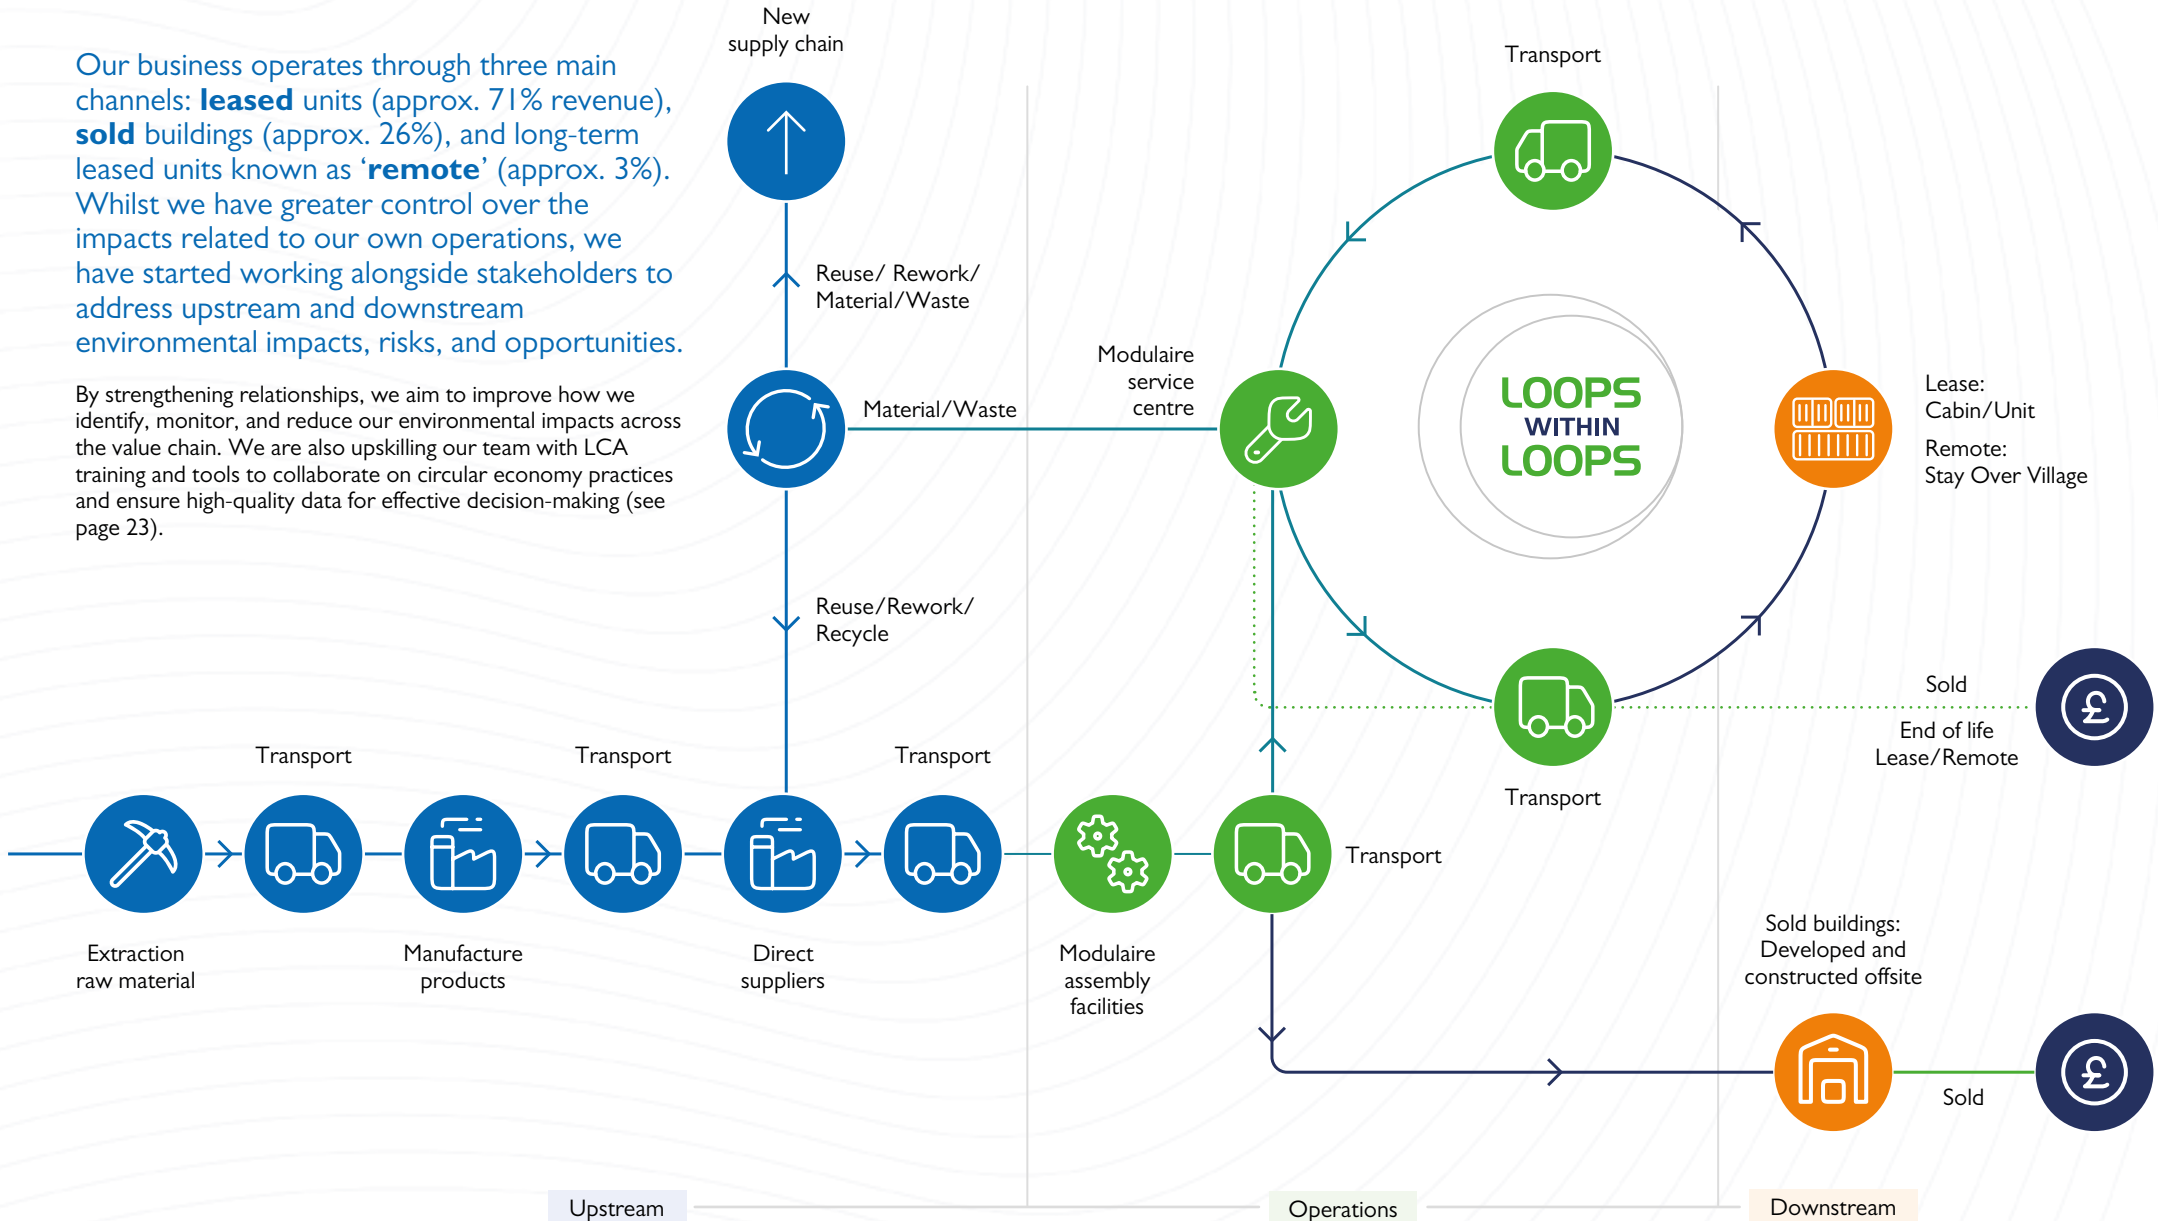 Our business operates through three main
channels: leased units (approx. 71% revenue),
sold buildings (approx. 26%), and long-term
leased units known as ‘remote’ (approx. 3%).
Whilst we have greater control over the
impacts related to our own operations, we
have started working alongside stakeholders to
address upstream and downstream
environmental impacts, risks, and opportunities.
By strengthening relationships, we aim to improve how we
identify, monitor, and reduce our environmental impacts across
the value chain. We are also upskilling our team with LCA
training and tools to collaborate on circular economy practices
and ensure high-quality data for effective decision-making (see
page 23).
New
supply chain
Reuse/ Rework/
Material/Waste
Material/Waste
Reuse/Rework/
Recycle
Transport
Modulaire
service
centre
LOOPS
WITHIN
LOOPS
Lease:
Cabin/Unit
Remote:
Stay Over Village
Sold
£
End of life
Lease/Remote
Transport
Transport
Transport
Transport
Transport
Extraction
raw material
Manufacture
products
Direct
suppliers
Modulaire
assembly
facilities
Sold buildings:
Developed and
constructed offsite
£
Sold
Upstream
Operations
Downstream